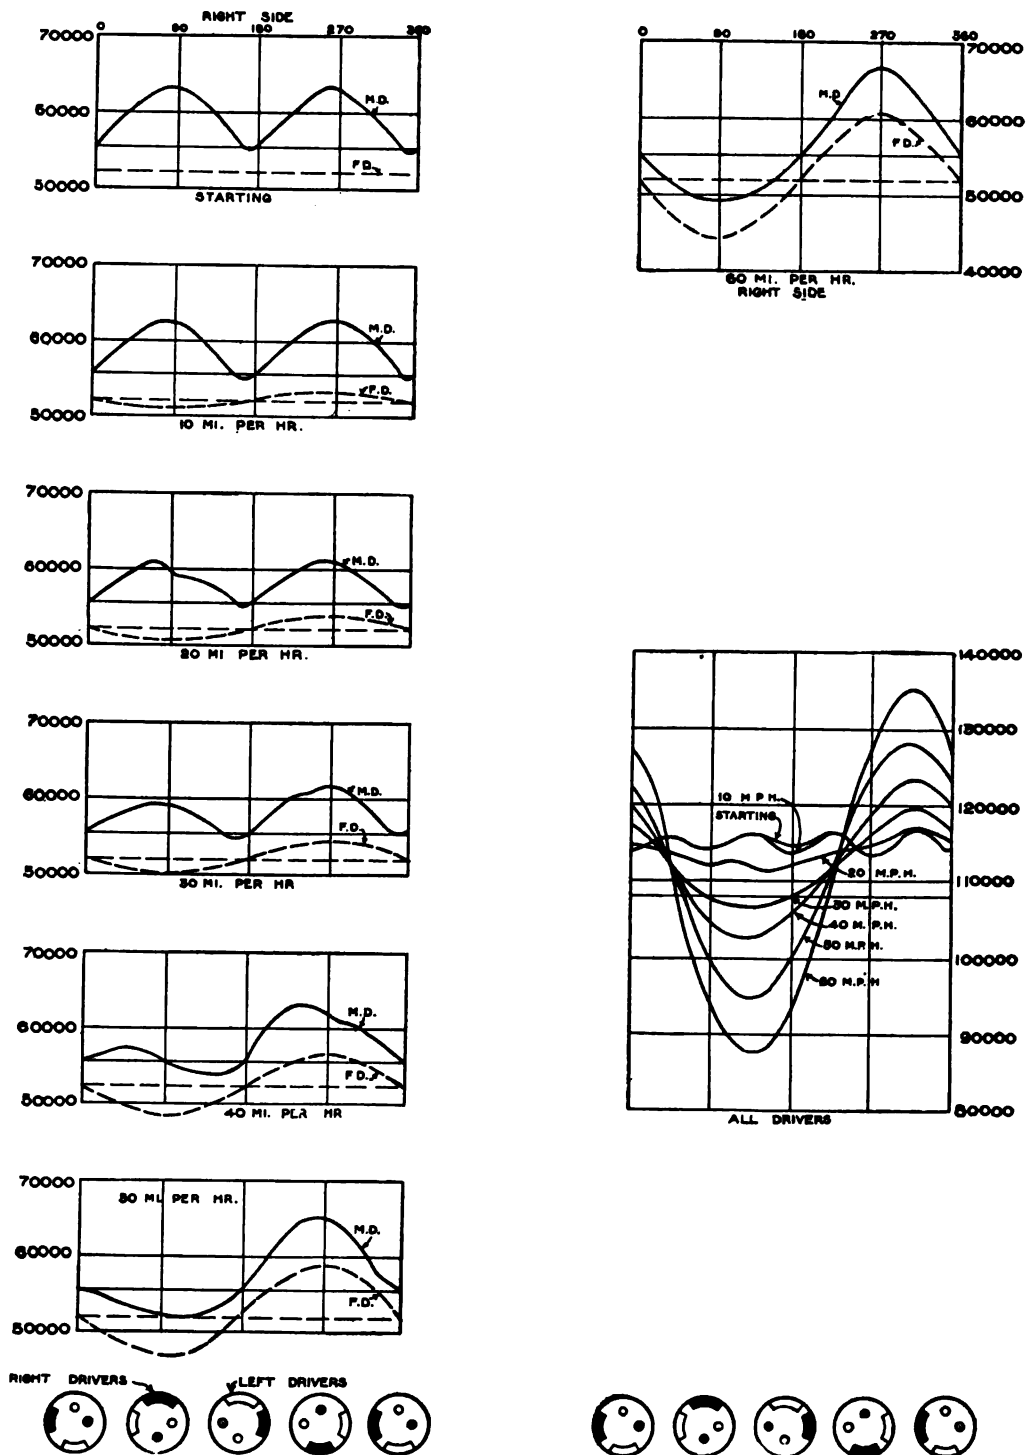 RIGHT SIDE
0 90 180 270 360
70000
60000
50000
M.D.
F.D.
STARTING
70000
60000
50000
M.D.
F.D.
10 MI. PER HR.
70000
60000
50000
M.D.
F.D.
20 MI PER HR.
70000
60000
50000
M.D.
F.D.
30 MI. PER HR
70000
60000
50000
M.D.
F.D.
40 MI. PER HR
70000
60000
50000
50 MI. PER HR.
M.D.
F.D.
RIGHT DRIVERS
LEFT DRIVERS
0 90 180 270 360
70000
60000
50000
40000
M.D
F.D.
60 MI. PER HR.
RIGHT SIDE
140000
130000
120000
110000
100000
90000
80000
10 M.P.H.
STARTING
20 M.P.H.
30 M.P.H.
40 M.P.H.
50 M.P.H.
60 M.P.H
ALL DRIVERS